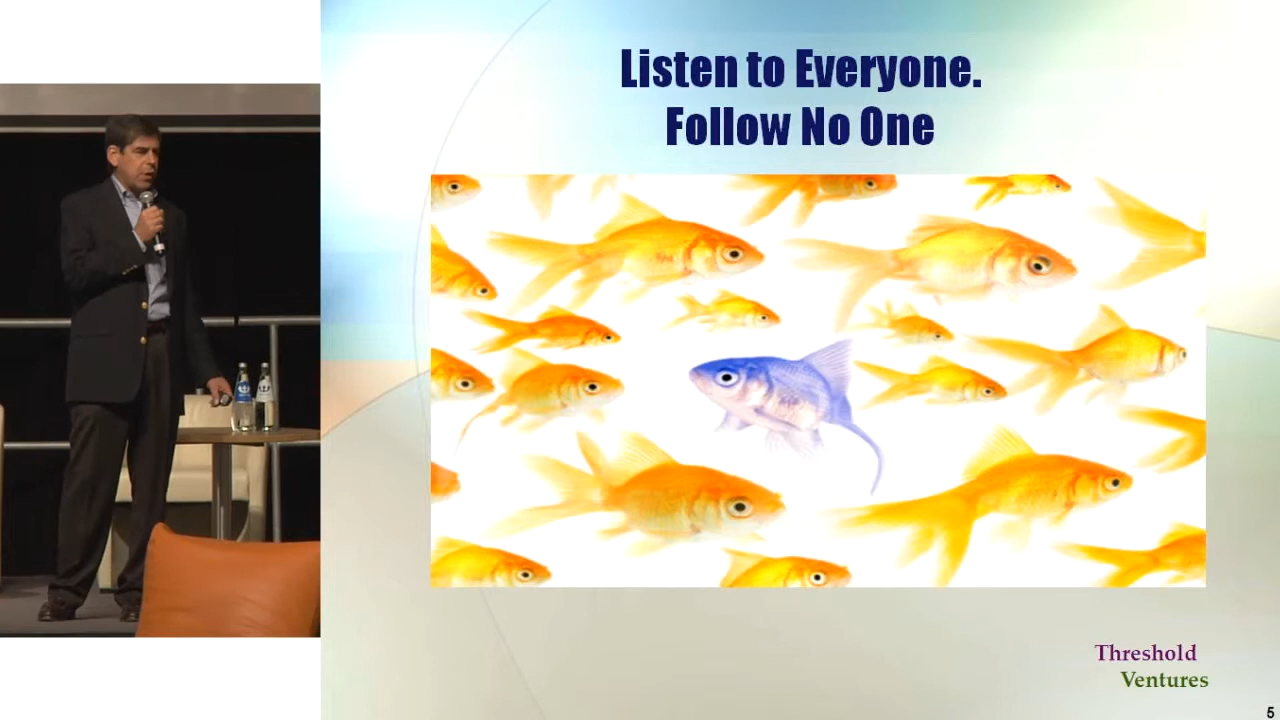 Listen to Everyone.
Follow No One
Threshold
Ventures
5